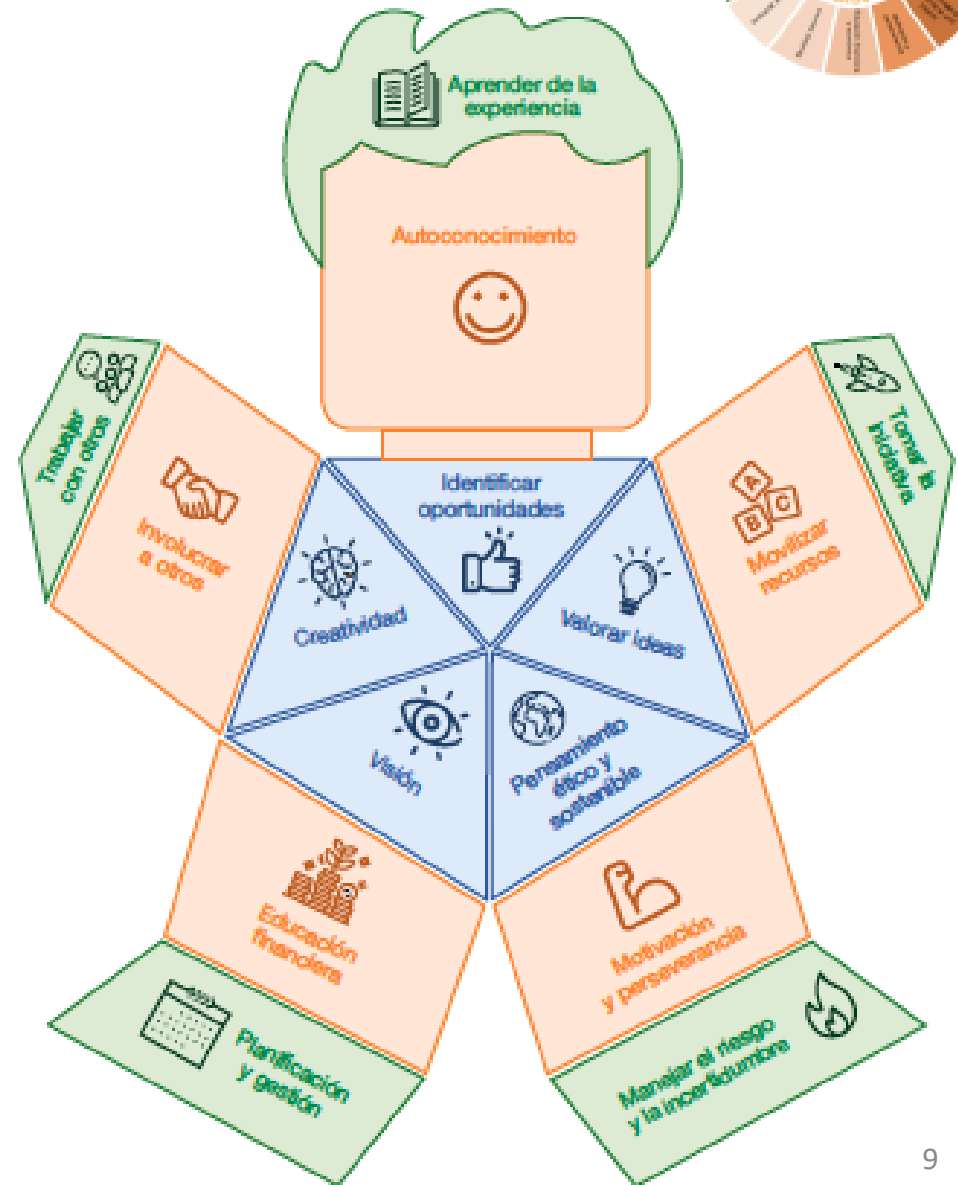 Aprender de la
experiencia
Autoconocimiento
Trabajar
con otros
Involucrar
a otros
Identificar
oportunidades
Creatividad
Valorar ideas
A
B
C
Movilizar
recursos
Tomar la
iniciativa
Visión
Pensamiento
ético y
sostenible
Educación
financiera
Motivación
y perseverancia
Planificación
y gestión
Manejar el riesgo
y la incertidumbre
9